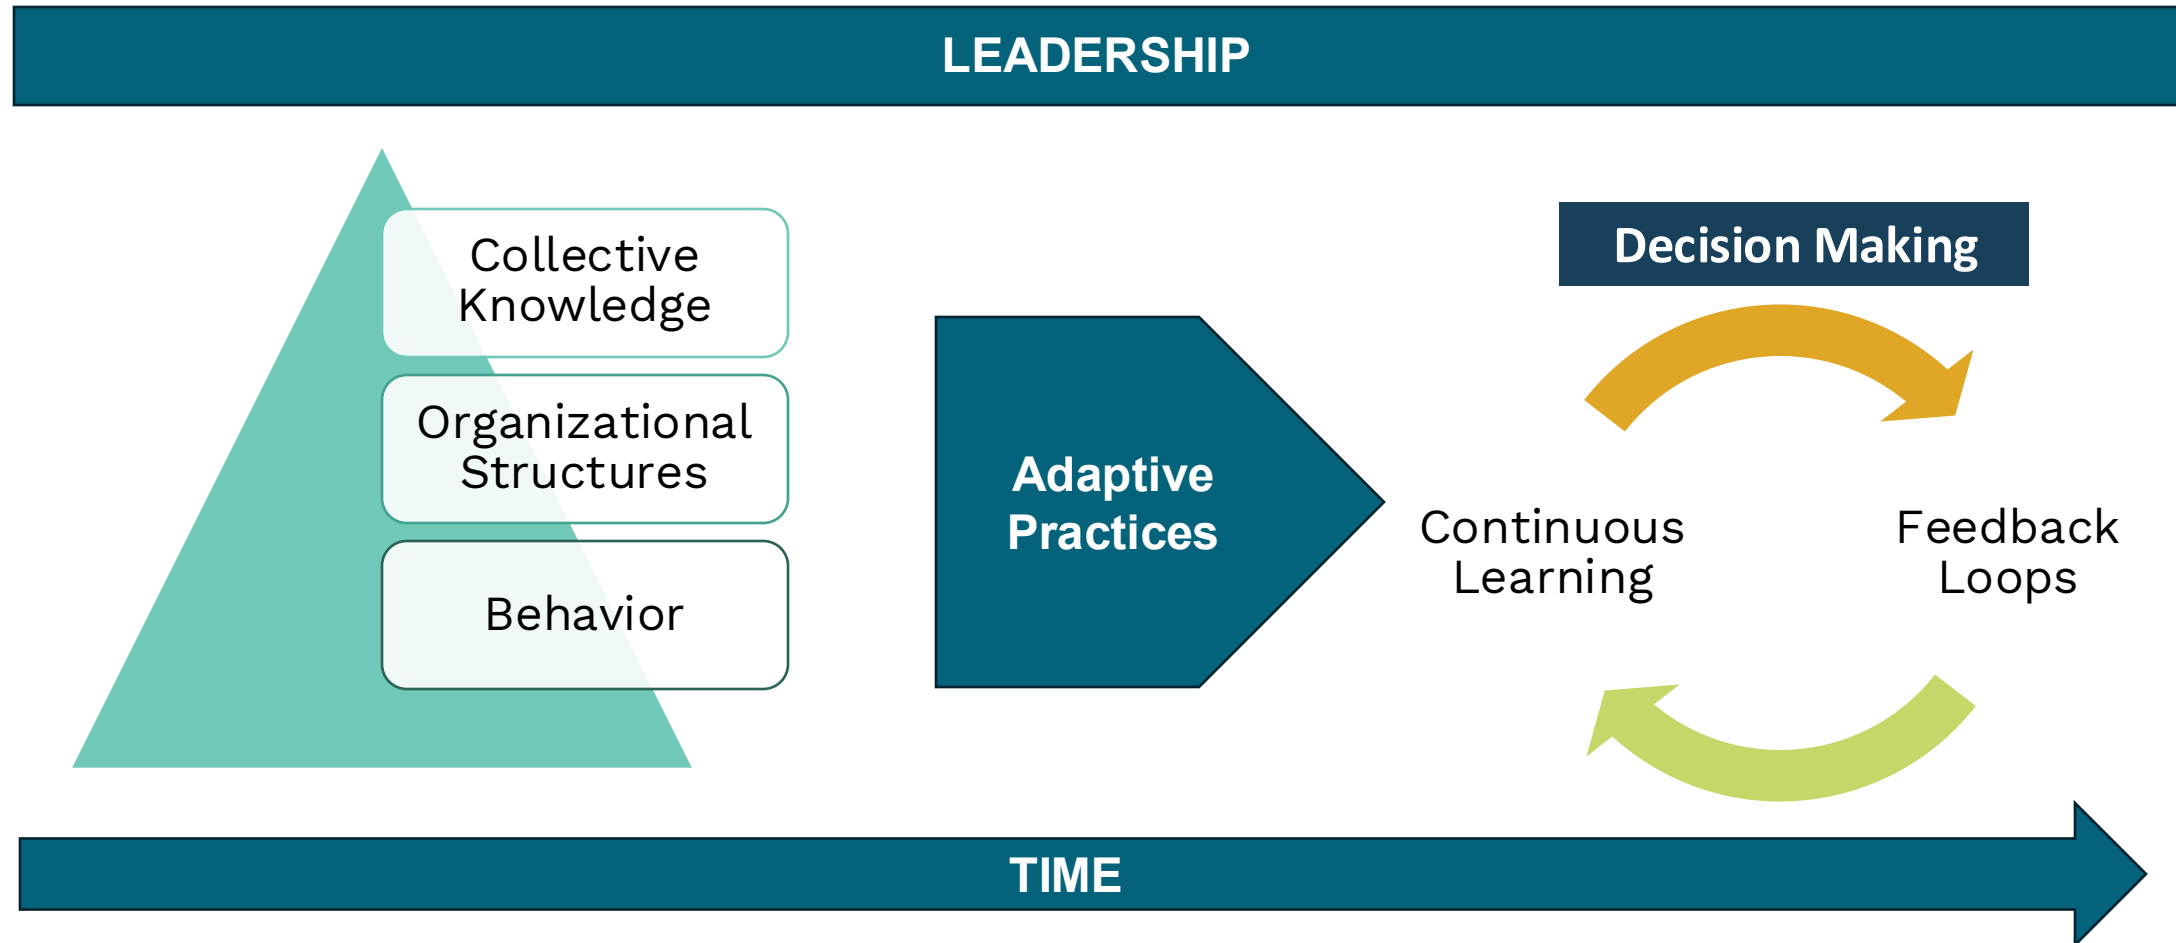 LEADERSHIP
Collective
Knowledge
Organizational
Structures
Behavior
Adaptive
Practices
Decision Making
Continuous
Learning
Feedback
Loops
TIME